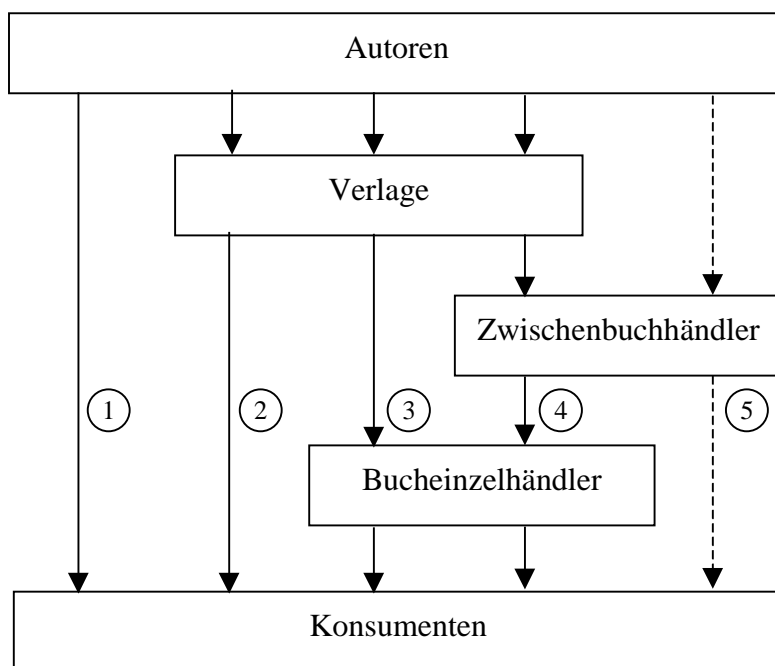 Autoren
Verlage
Zwischenbuchhändler
1
2
3
4
5
Bucheinzelhändler
Konsumenten